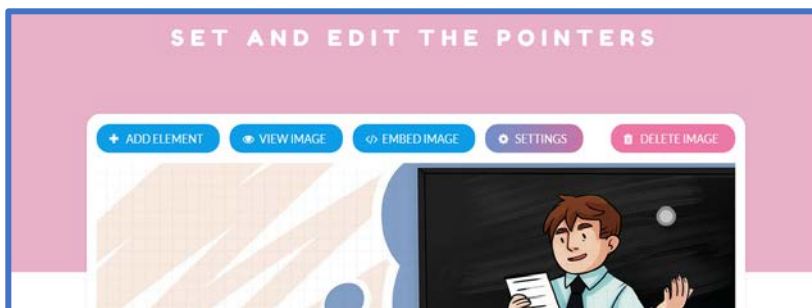 SET AND EDIT THE POINTERS
ADD ELEMENT VIEW IMAGE EMBED IMAGE SETTINGS DELETE IMAGE